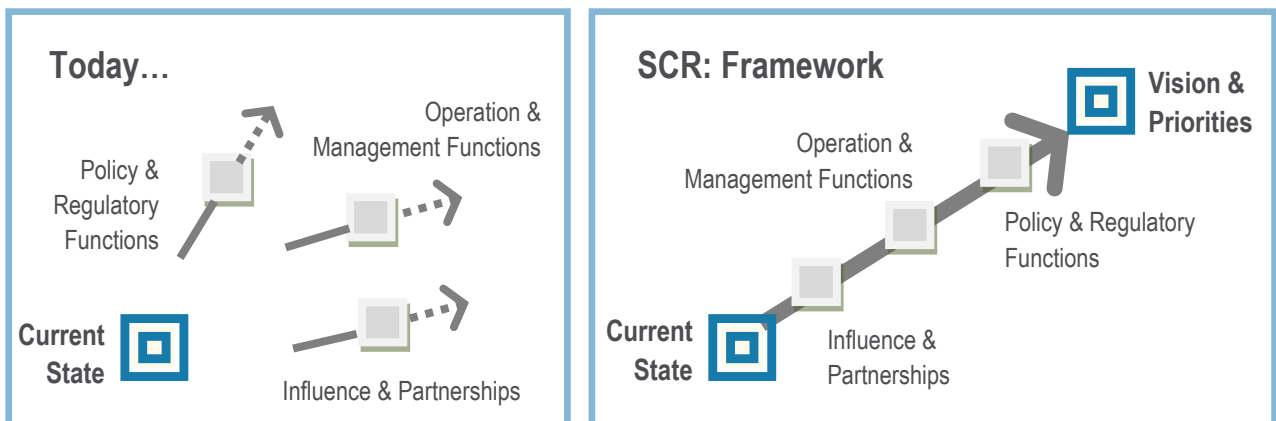 Today…
Operation &
Management Functions
Policy &
Regulatory
Functions
Current
State
Influence & Partnerships
SCR: Framework
Vision &
Priorities
Operation &
Management Functions
Policy & Regulatory
Functions
Current
State
Influence &
Partnerships